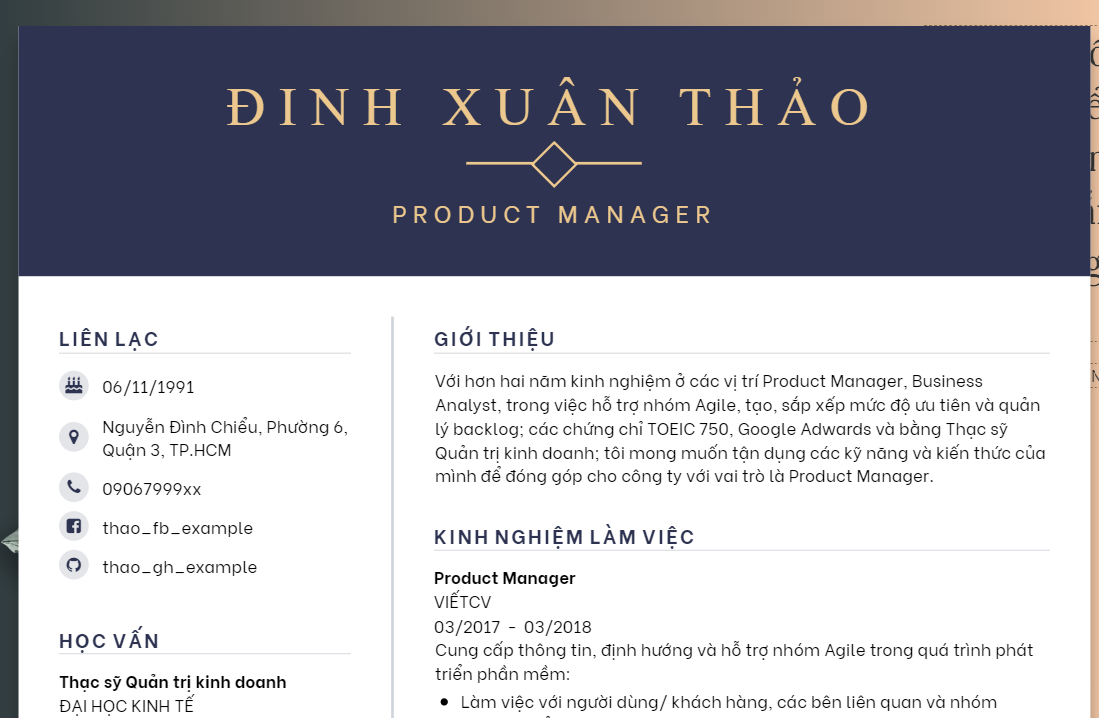 ĐINH XUÂN THẢO
PRODUCT MANAGER
LIÊN LẠC
06/11/1991
Nguyễn Đình Chiểu, Phường 6,
Quận 3, TP.HCM
09067999xx
thao_fb_example
thao_gh_example
HỌC VẤN
Thạc sỹ Quản trị kinh doanh
ĐẠI HỌC KINH TẾ
GIỚI THIỆU
Với hơn hai năm kinh nghiệm ở các vị trí Product Manager, Business
Analyst, trong việc hỗ trợ nhóm Agile, tạo, sắp xếp mức độ ưu tiên và quản
lý backlog; các chứng chỉ TOEIC 750, Google Adwards và bằng Thạc sỹ
Quản trị kinh doanh; tôi mong muốn tận dụng các kỹ năng và kiến thức của
mình để đóng góp cho công ty với vai trò là Product Manager.
KINH NGHIỆM LÀM VIỆC
Product Manager
VIẾTCV
03/2017 - 03/2018
Cung cấp thông tin, định hướng và hỗ trợ nhóm Agile trong quá trình phát
triển phần mềm:
• Làm việc với người dùng/ khách hàng, các bên liên quan và nhóm